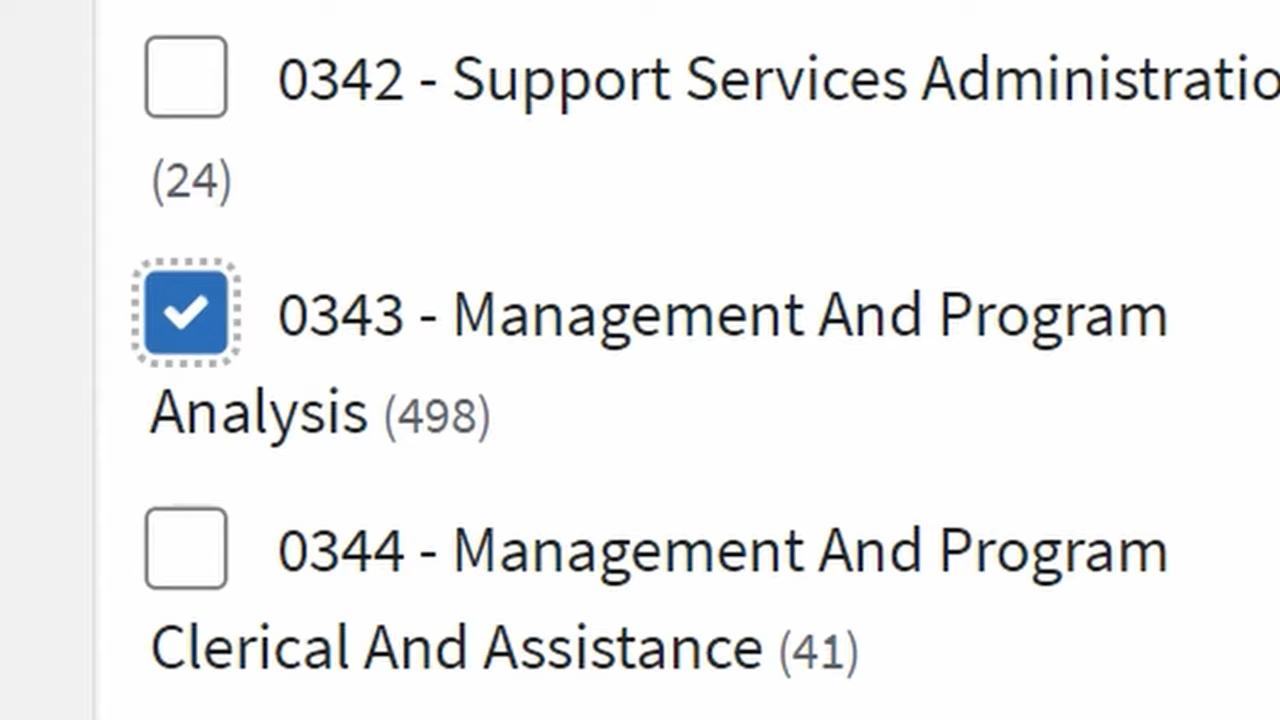 0342 - Support Services Administratio
(24)
0343 - Management And Program
Analysis (498)
0344 - Management And Program
Clerical And Assistance (41)